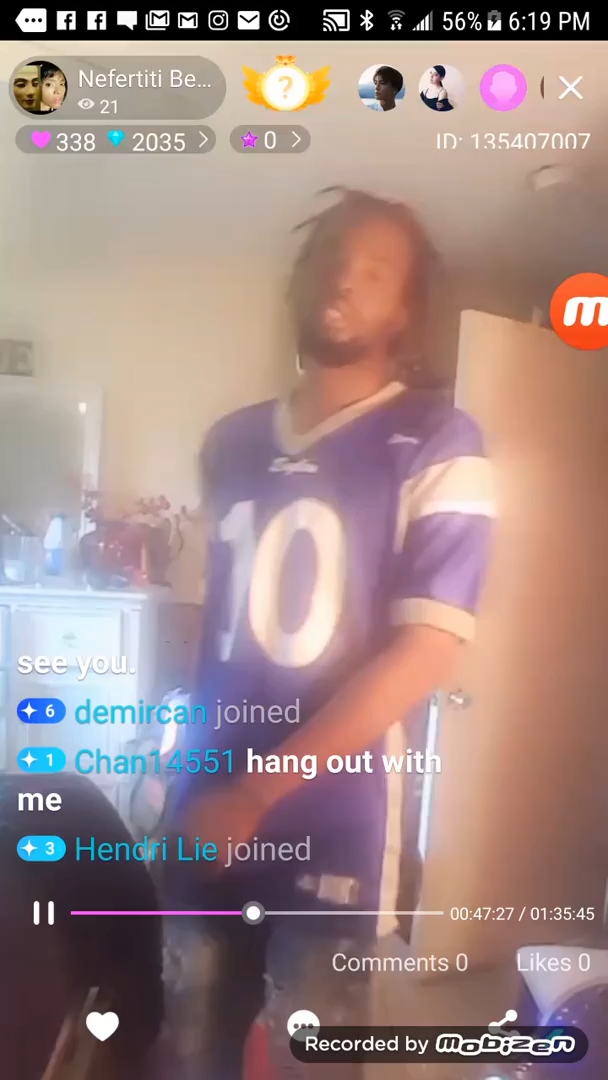 56% 6:19 PM
Nefertiti Be...
21
?
338 2035 > 0 >
ID: 135407007
10
see you.
6 demircan joined
1 Chan14551 hang out with
me
3 Hendri Lie joined
00:47:27 / 01:35:45
Comments 0 Likes 0
Recorded by mobizen